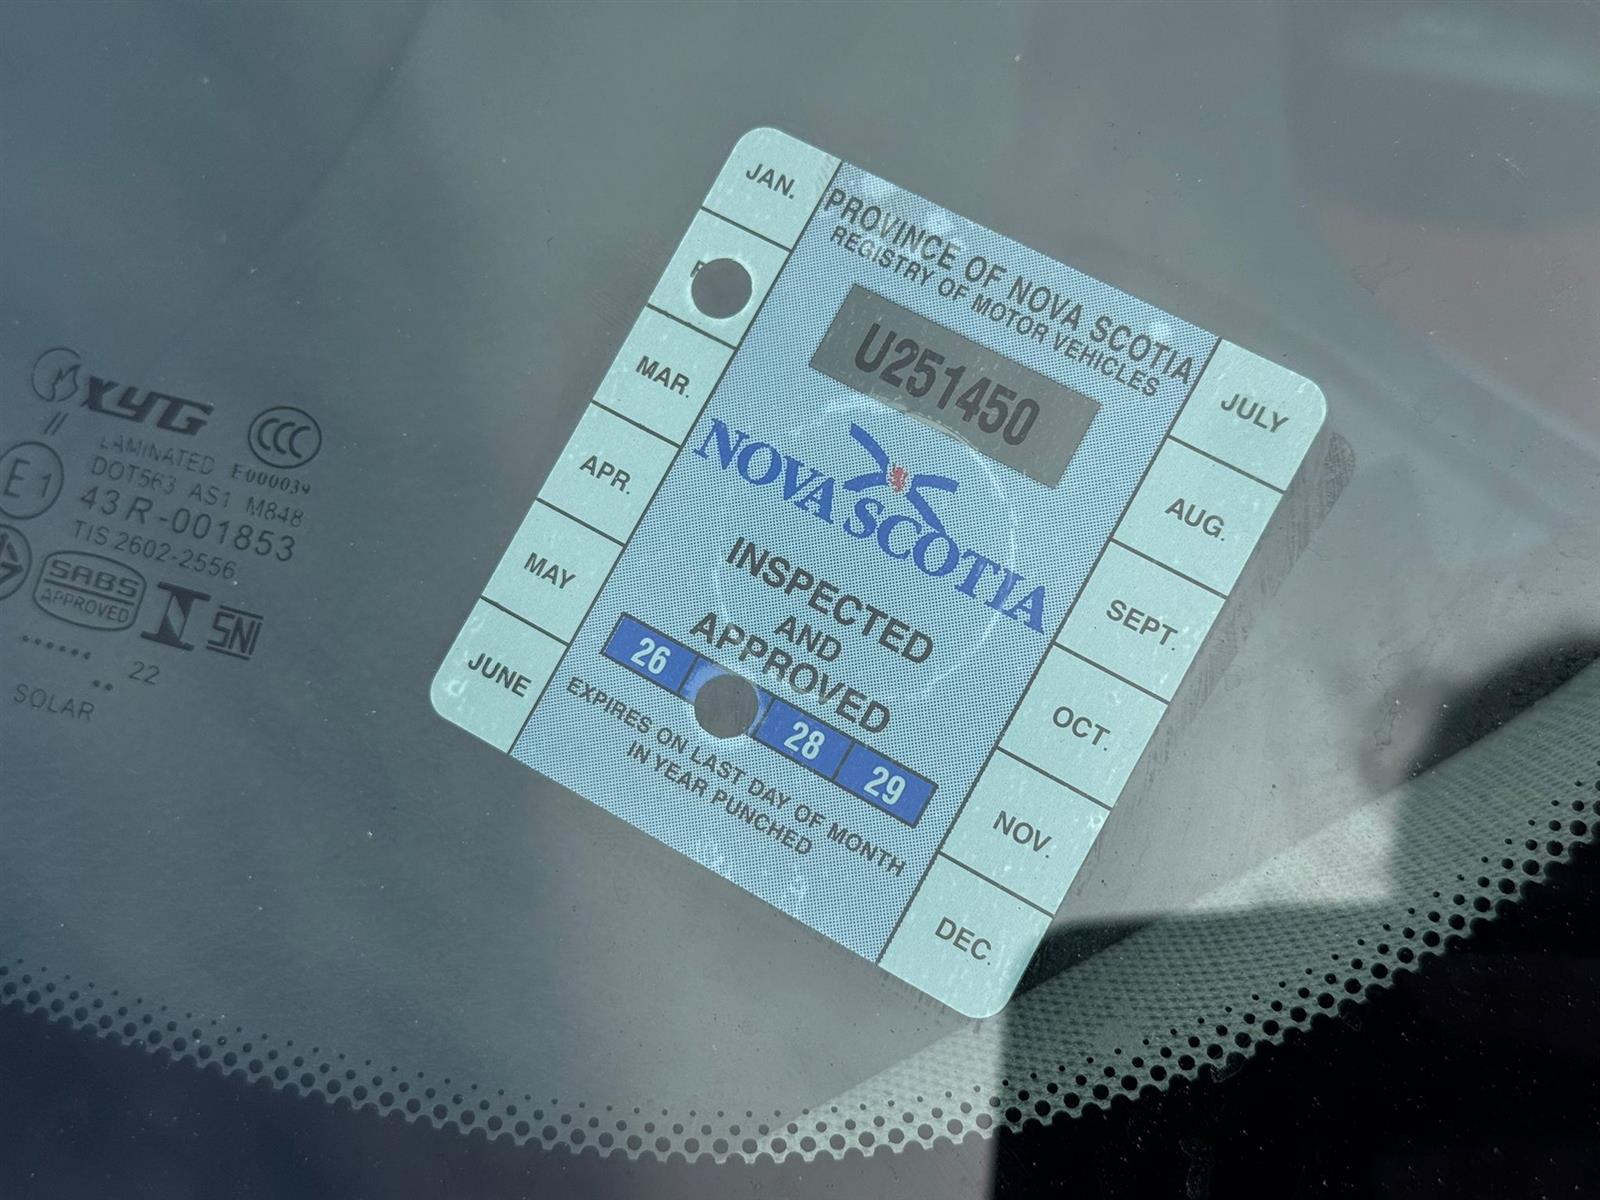 PROVINCE OF NOVA SCOTIA
REGISTRY OF MOTOR VEHICLES
U251450
NOVA SCOTIA
INSPECTED
AND
APPROVED
26 28 29
EXPIRES ON LAST DAY OF MONTH
IN YEAR PUNCHED
JAN.
MAR.
APR.
MAY
JUNE
JULY
AUG.
SEPT.
OCT.
NOV.
DEC.
XYG
CCC
LAMINATED E000034
DOT563 AS1 M848
E1
43R-001853
TIS 2602-2556
SABS
APPROVED
SNI
22
SOLAR